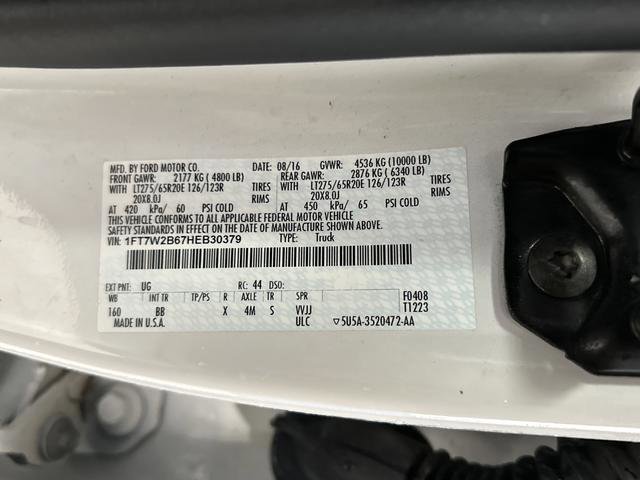 MFD. BY FORD MOTOR CO. DATE: 08/16 GVWR: 4536 KG (10000 LB)
FRONT GAWR: 2177 KG ( 4800 LB) REAR GAWR: 2876 KG ( 6340 LB)
WITH LT275/65R20E 126/123R TIRES WITH LT275/65R20E 126/123R TIRES
20X8.0J RIMS 20X8.0J RIMS
AT 420 kPa/ 60 PSI COLD AT 450 kPa/ 65 PSI COLD
THIS VEHICLE CONFORMS TO ALL APPLICABLE FEDERAL MOTOR VEHICLE
SAFETY STANDARDS IN EFFECT ON THE DATE OF MANUFACTURE SHOWN ABOVE.
VIN: 1FT7W2B67HEB30379 TYPE: Truck
EXT PNT: UG RC: 44 DSO:
WB INT TR TP/PS R AXLE TR SPR F0408
160 BB X 4M S VVJJ T1223
MADE IN U.S.A. ULC ▽5U5A-3520472-AA